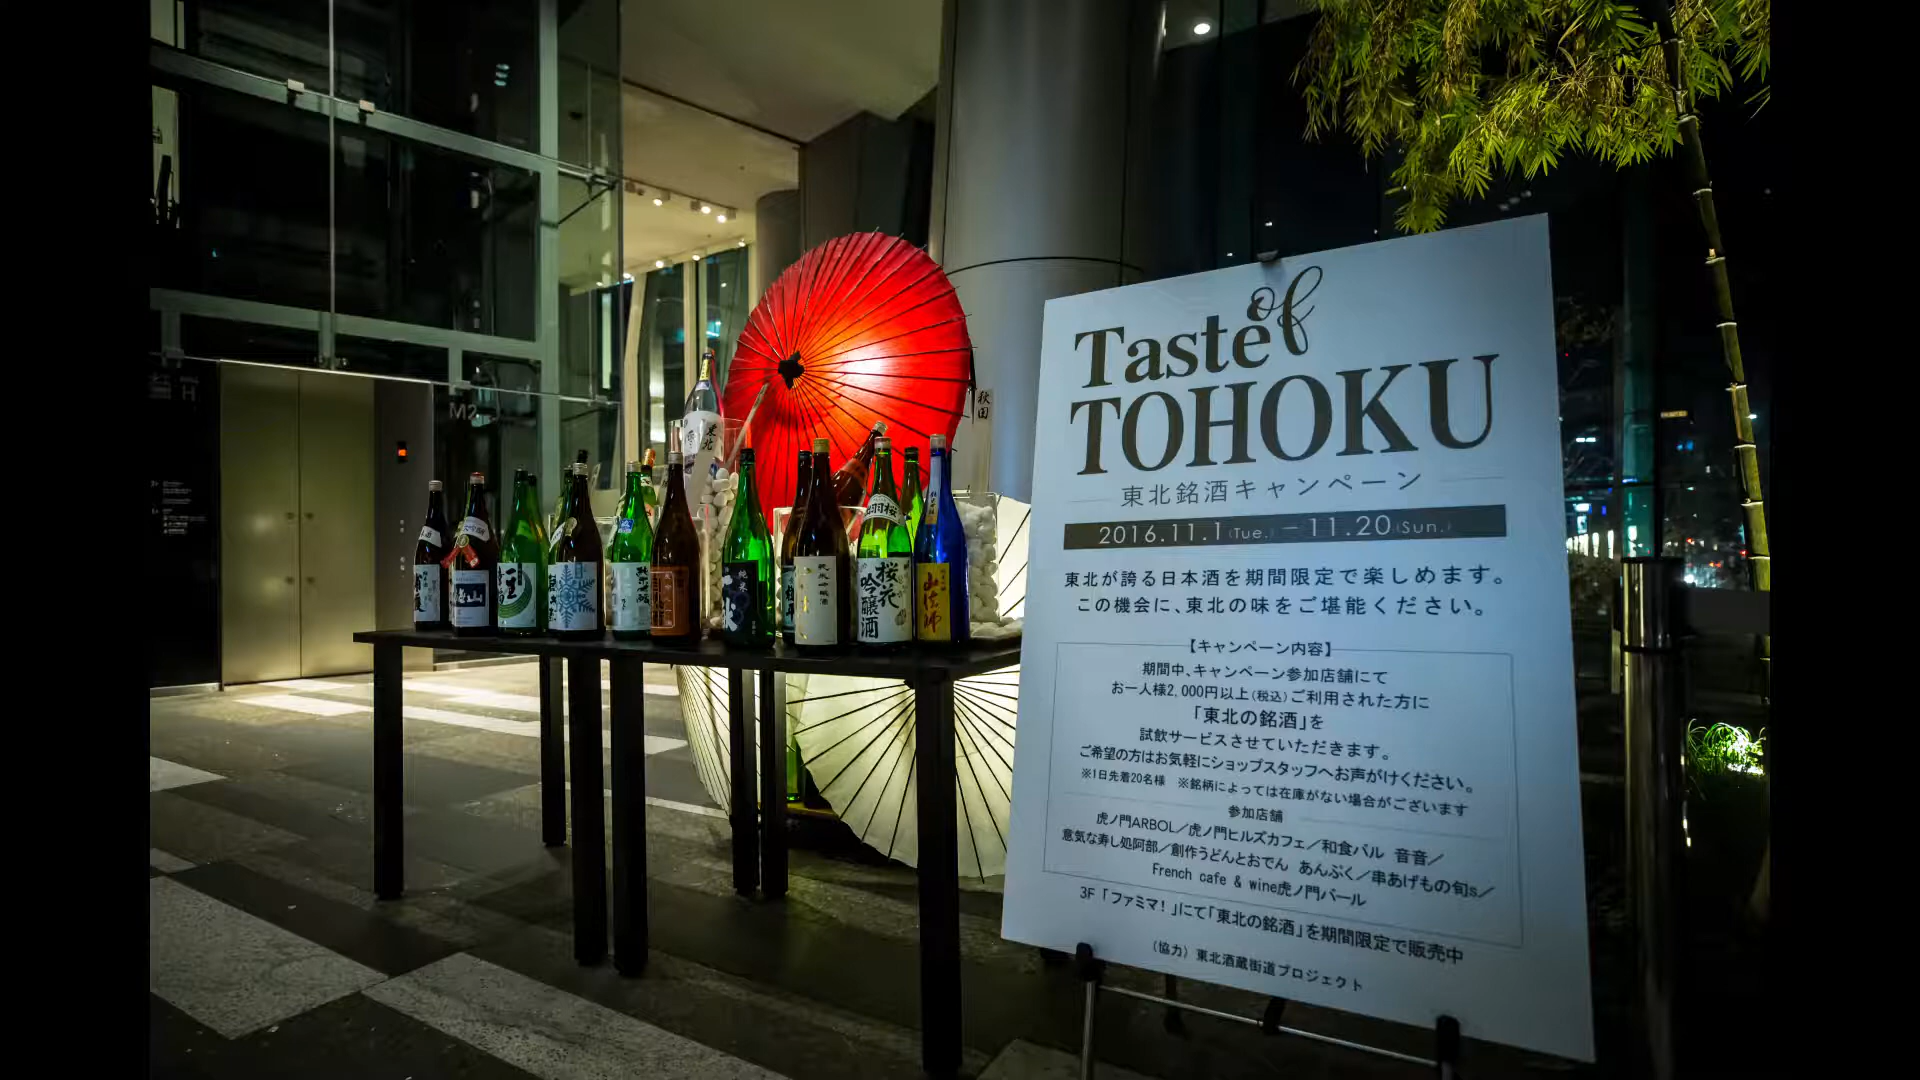 Taste of
TOHOKU
東北銘酒キャンペーン
2016.11.1(Tue.)－11.20(Sun.)
東北が誇る日本酒を期間限定で楽しめます。
この機会に、東北の味をご堪能ください。
【キャンペーン内容】
期間中、キャンペーン参加店舗にて
お一人様2,000円以上(税込)ご利用された方に
「東北の銘酒」を
試飲サービスさせていただきます。
ご希望の方はお気軽にショップスタッフへお声がけください。
※1日先着20名様 ※銘柄によっては在庫がない場合がございます
参加店舗
虎ノ門ARBOL／虎ノ門ヒルズカフェ／和食バル 音音／
意気な寿し処阿部／創作うどんとおでん あんぷく／串あげもの旬s／
French cafe & wine虎ノ門バール
3F「ファミマ！」にて「東北の銘酒」を期間限定で販売中
(協力) 東北酒蔵街道プロジェクト
M2
H
秋田
東北
出羽桜
桜花
吟醸酒
山法師
純米
純米吟醸酒